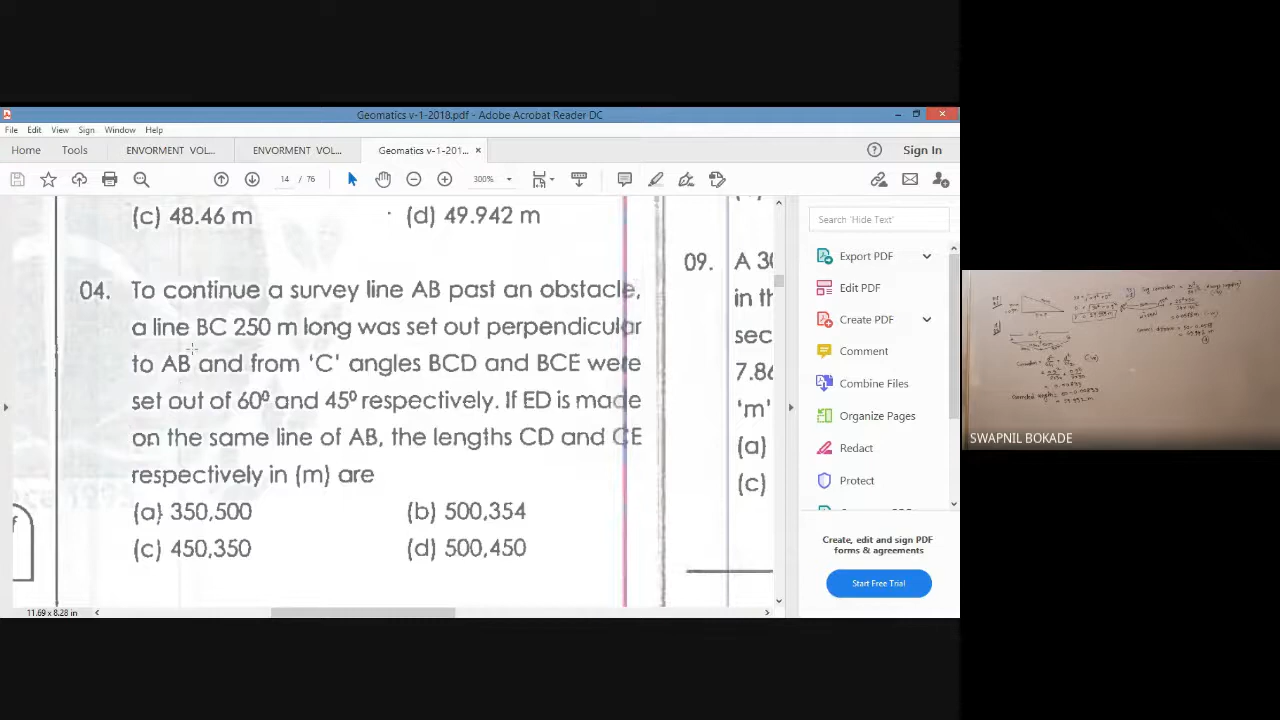 Geomatics v-1-2018.pdf - Adobe Acrobat Reader DC
File Edit View Sign Window Help
Home Tools ENVORMENT VOL... ENVORMENT VOL... Geomatics v-1-201... × Sign In
14 / 76 300%
(c) 48.46 m (d) 49.942 m
04. To continue a survey line AB past an obstacle,
a line BC 250 m long was set out perpendicular
to AB and from ‘C’ angles BCD and BCE were
set out of 60⁰ and 45⁰ respectively. If ED is made
on the same line of AB, the lengths CD and CE
respectively in (m) are
(a) 350,500 (b) 500,354
(c) 450,350 (d) 500,450
09. A 30
in th
sec
7.86
‘m’
(a)
(c)
11.69 x 8.28 in
Search 'Hide Text'
Export PDF
Edit PDF
Create PDF
Comment
Combine Files
Organize Pages
Redact
Protect
Create, edit and sign PDF
forms & agreements
Start Free Trial
SWAPNIL BOKADE